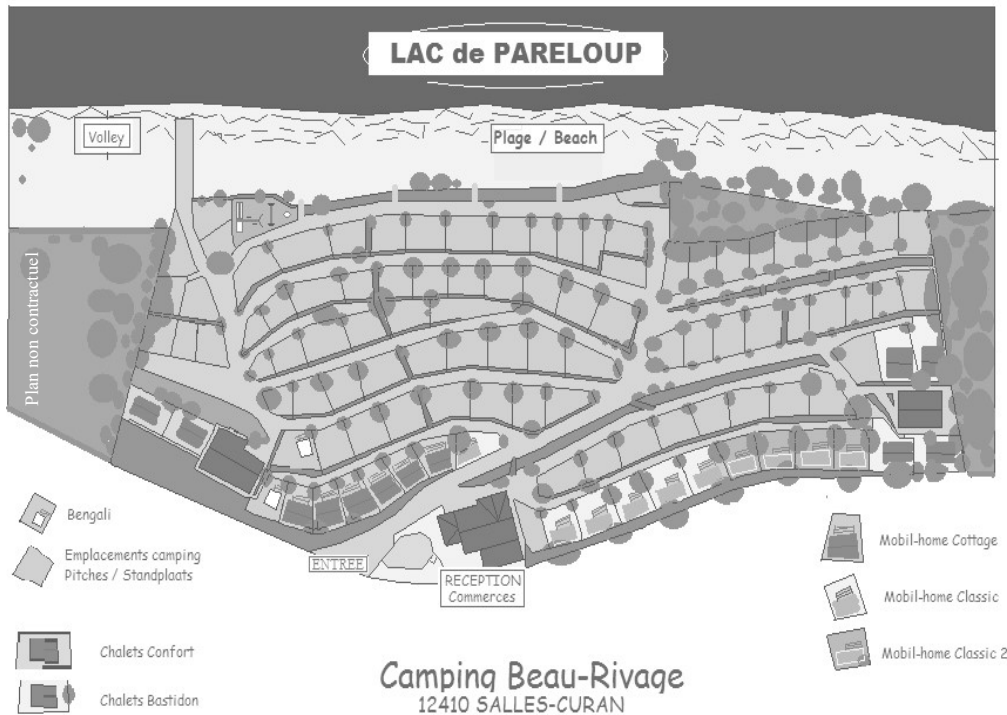 LAC de PARELOUP
Volley
Plage / Beach
Plan non contractuel
Bengali
Emplacements camping
Pitches / Standplaats
Chalets Confort
Chalets Bastidon
ENTREE
RECEPTION
Commerces
Mobil-home Cottage
Mobil-home Classic
Mobil-home Classic 2
Camping Beau-Rivage
12410 SALLES-CURAN